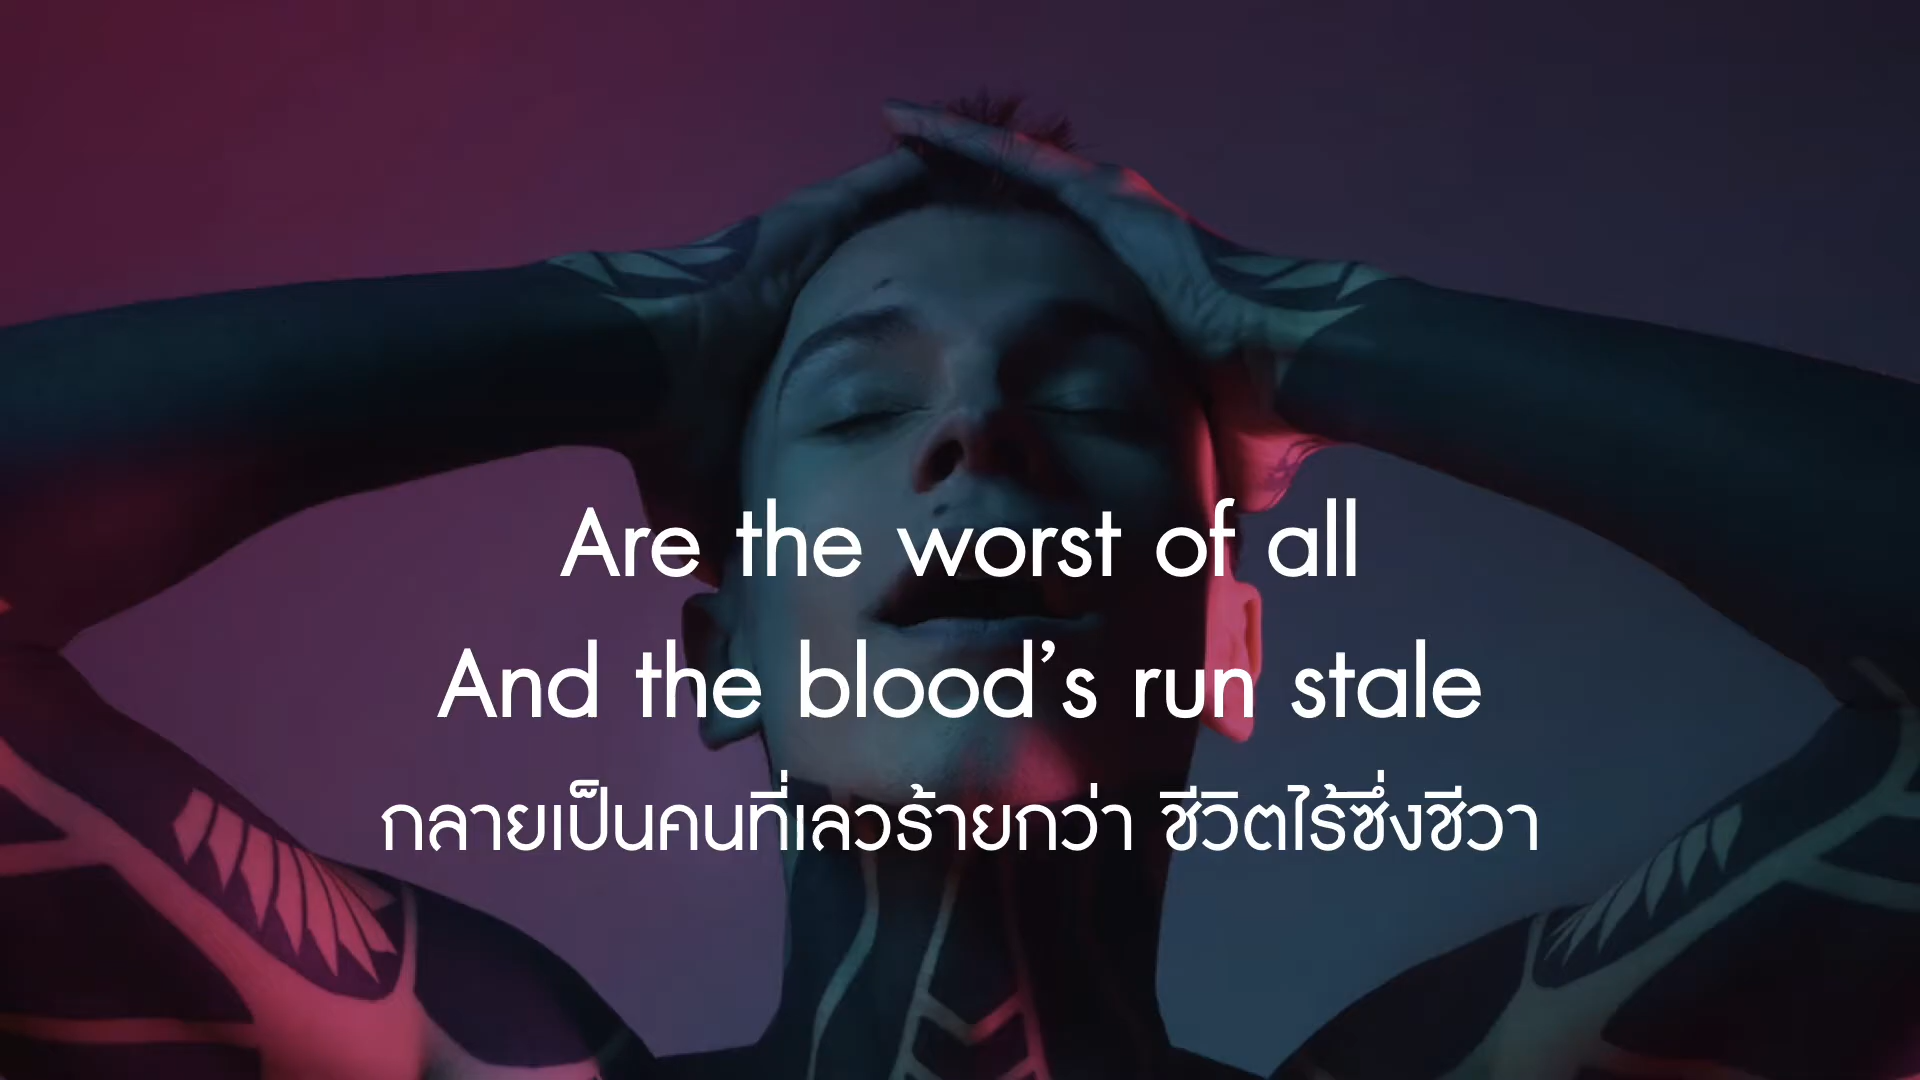 Are the worst of all
And the blood’s run stale
กลายเป็นคนที่เลวร้ายกว่า ชีวิตไร้ซึ่งชีวา